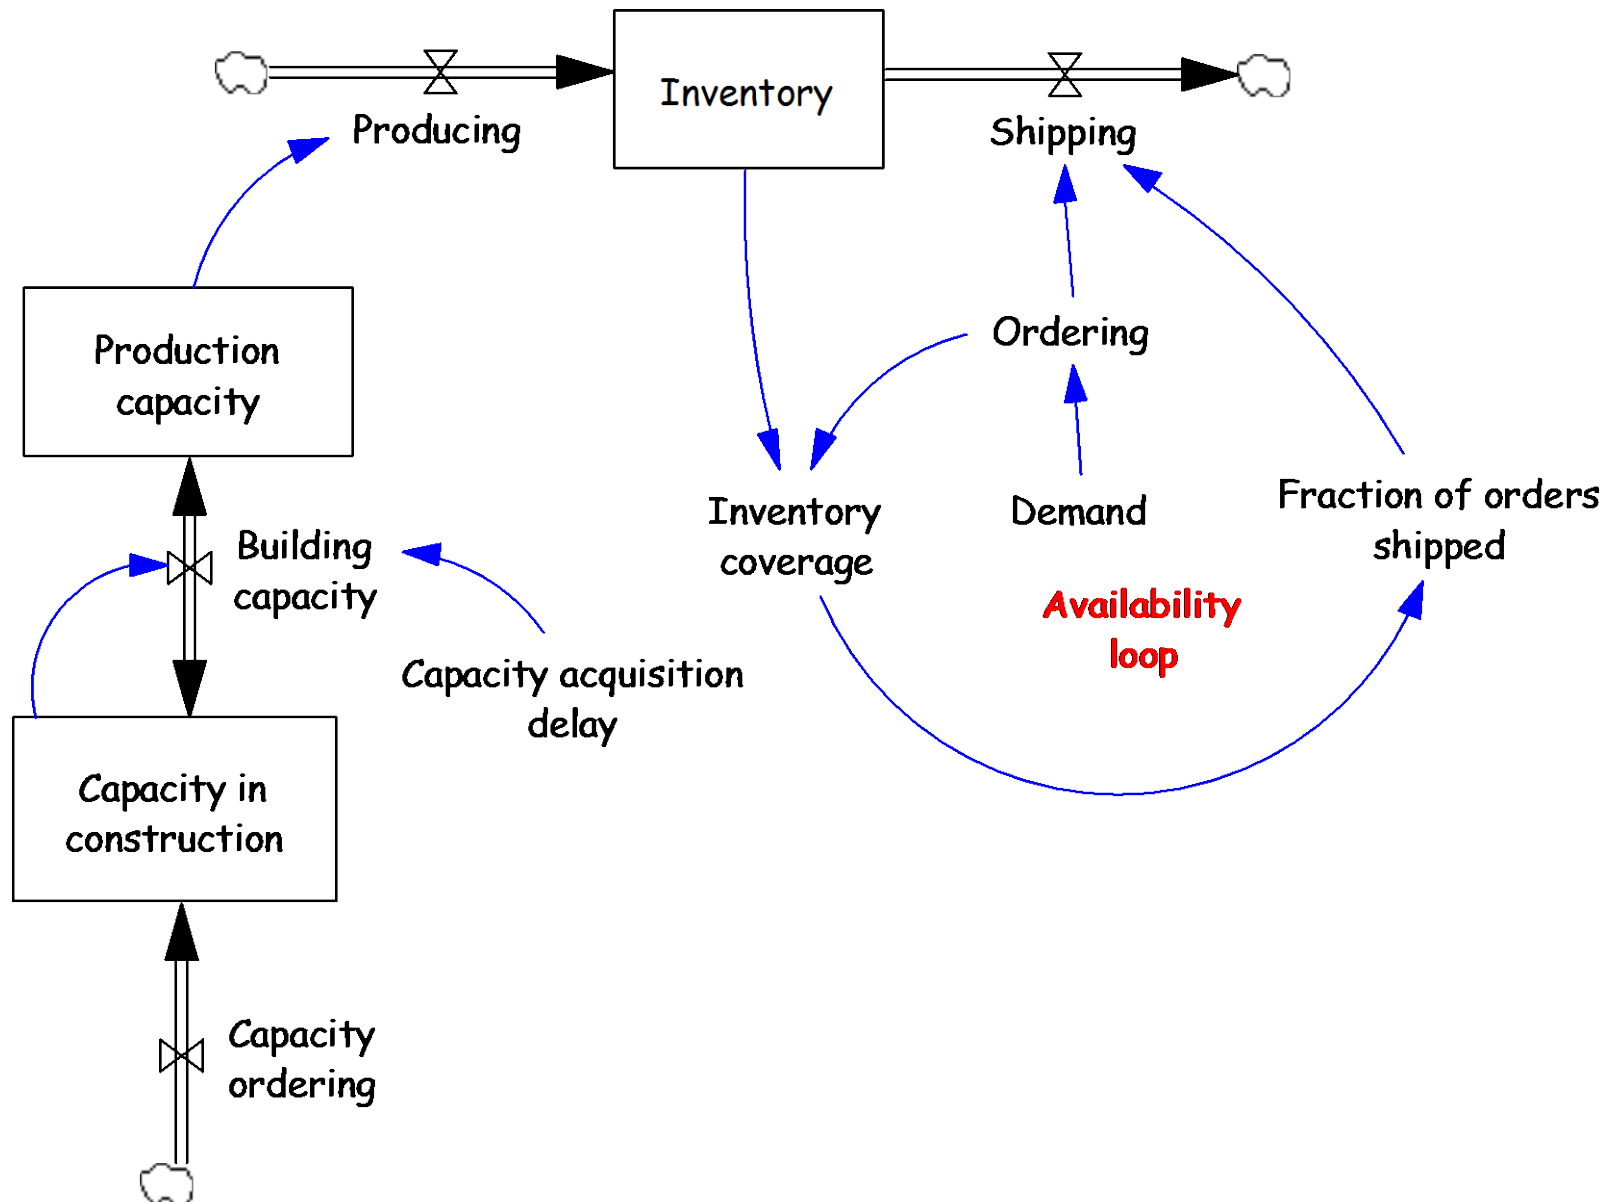 Inventory
Producing
Shipping
Production
capacity
Ordering
Inventory
coverage
Demand
Fraction of orders
shipped
Building
capacity
Availability
loop
Capacity acquisition
delay
Capacity in
construction
Capacity
ordering